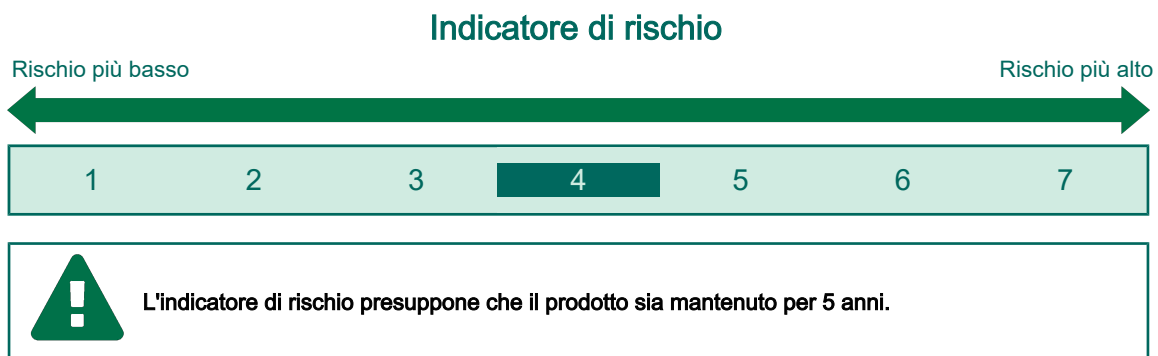 Indicatore di rischio
Rischio più basso
Rischio più alto
1 2 3 4 5 6 7
L'indicatore di rischio presuppone che il prodotto sia mantenuto per 5 anni.